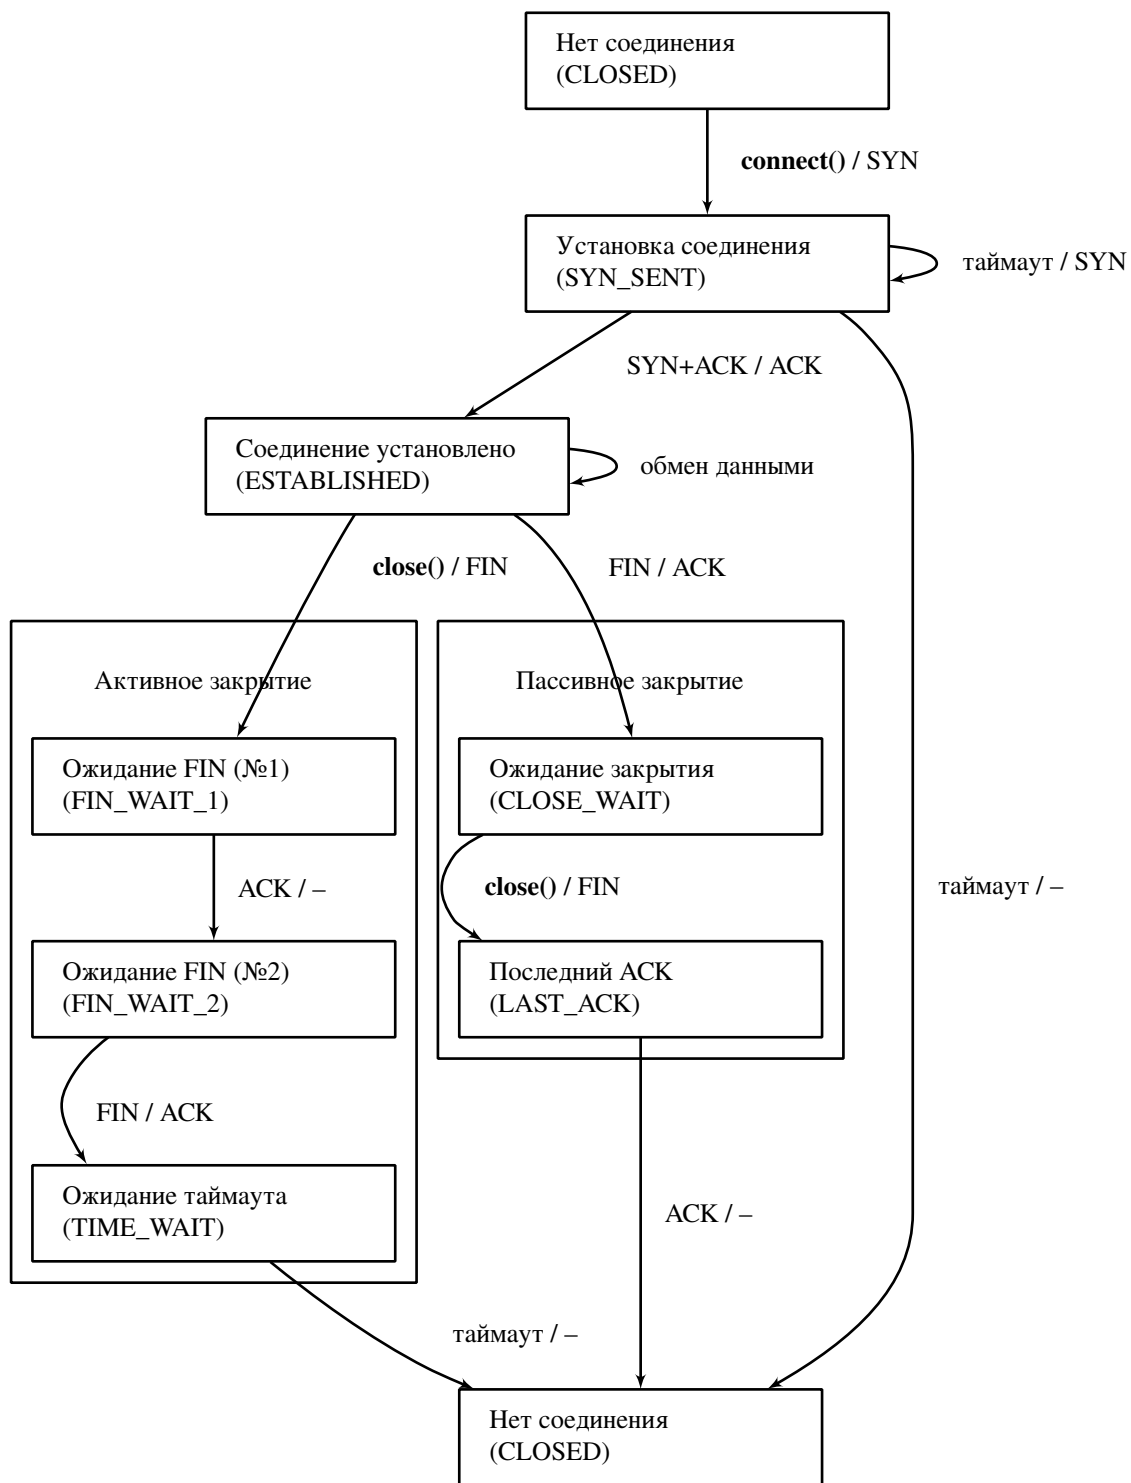 Нет соединения
(CLOSED)
connect() / SYN
Установка соединения
(SYN_SENT)
таймаут / SYN
SYN+ACK / ACK
Соединение установлено
(ESTABLISHED)
обмен данными
close() / FIN
FIN / ACK
Активное закрытие
Пассивное закрытие
Ожидание FIN (№1)
(FIN_WAIT_1)
Ожидание закрытия
(CLOSE_WAIT)
ACK / –
close() / FIN
таймаут / –
Ожидание FIN (№2)
(FIN_WAIT_2)
Последний ACK
(LAST_ACK)
FIN / ACK
Ожидание таймаута
(TIME_WAIT)
ACK / –
таймаут / –
Нет соединения
(CLOSED)